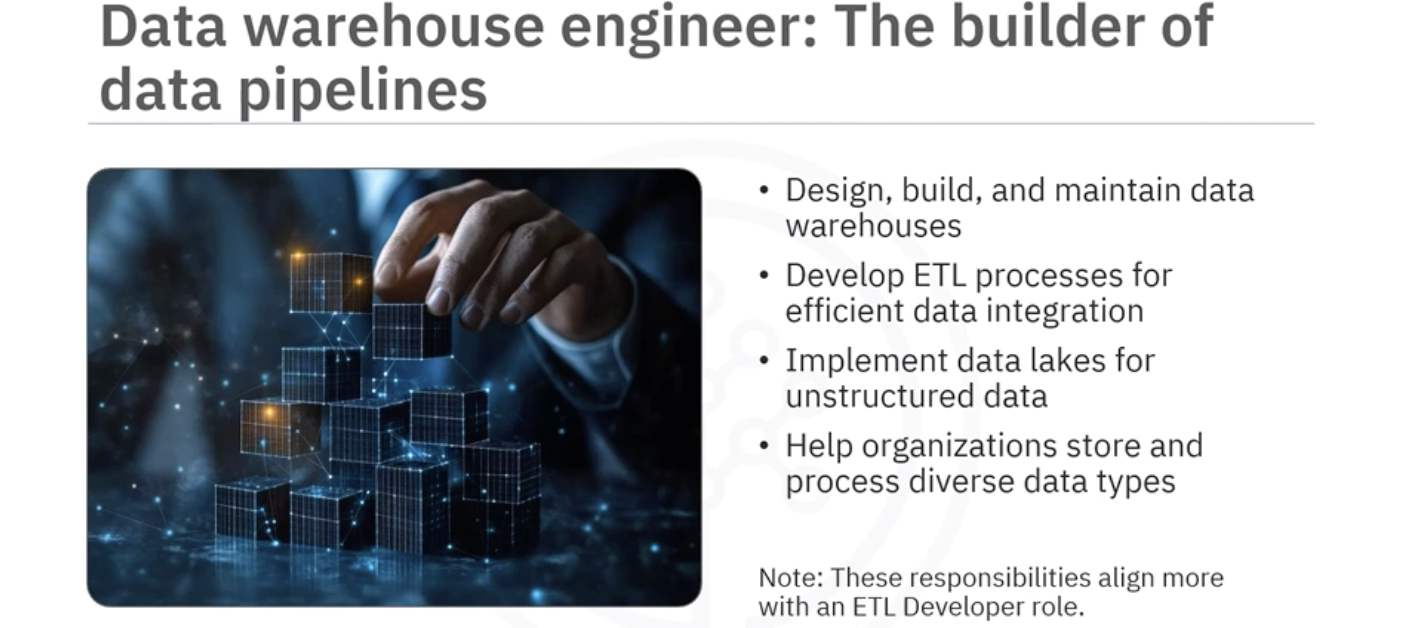 Data warehouse engineer: The builder of
data pipelines
• Design, build, and maintain data
warehouses
• Develop ETL processes for
efficient data integration
• Implement data lakes for
unstructured data
• Help organizations store and
process diverse data types
Note: These responsibilities align more
with an ETL Developer role.